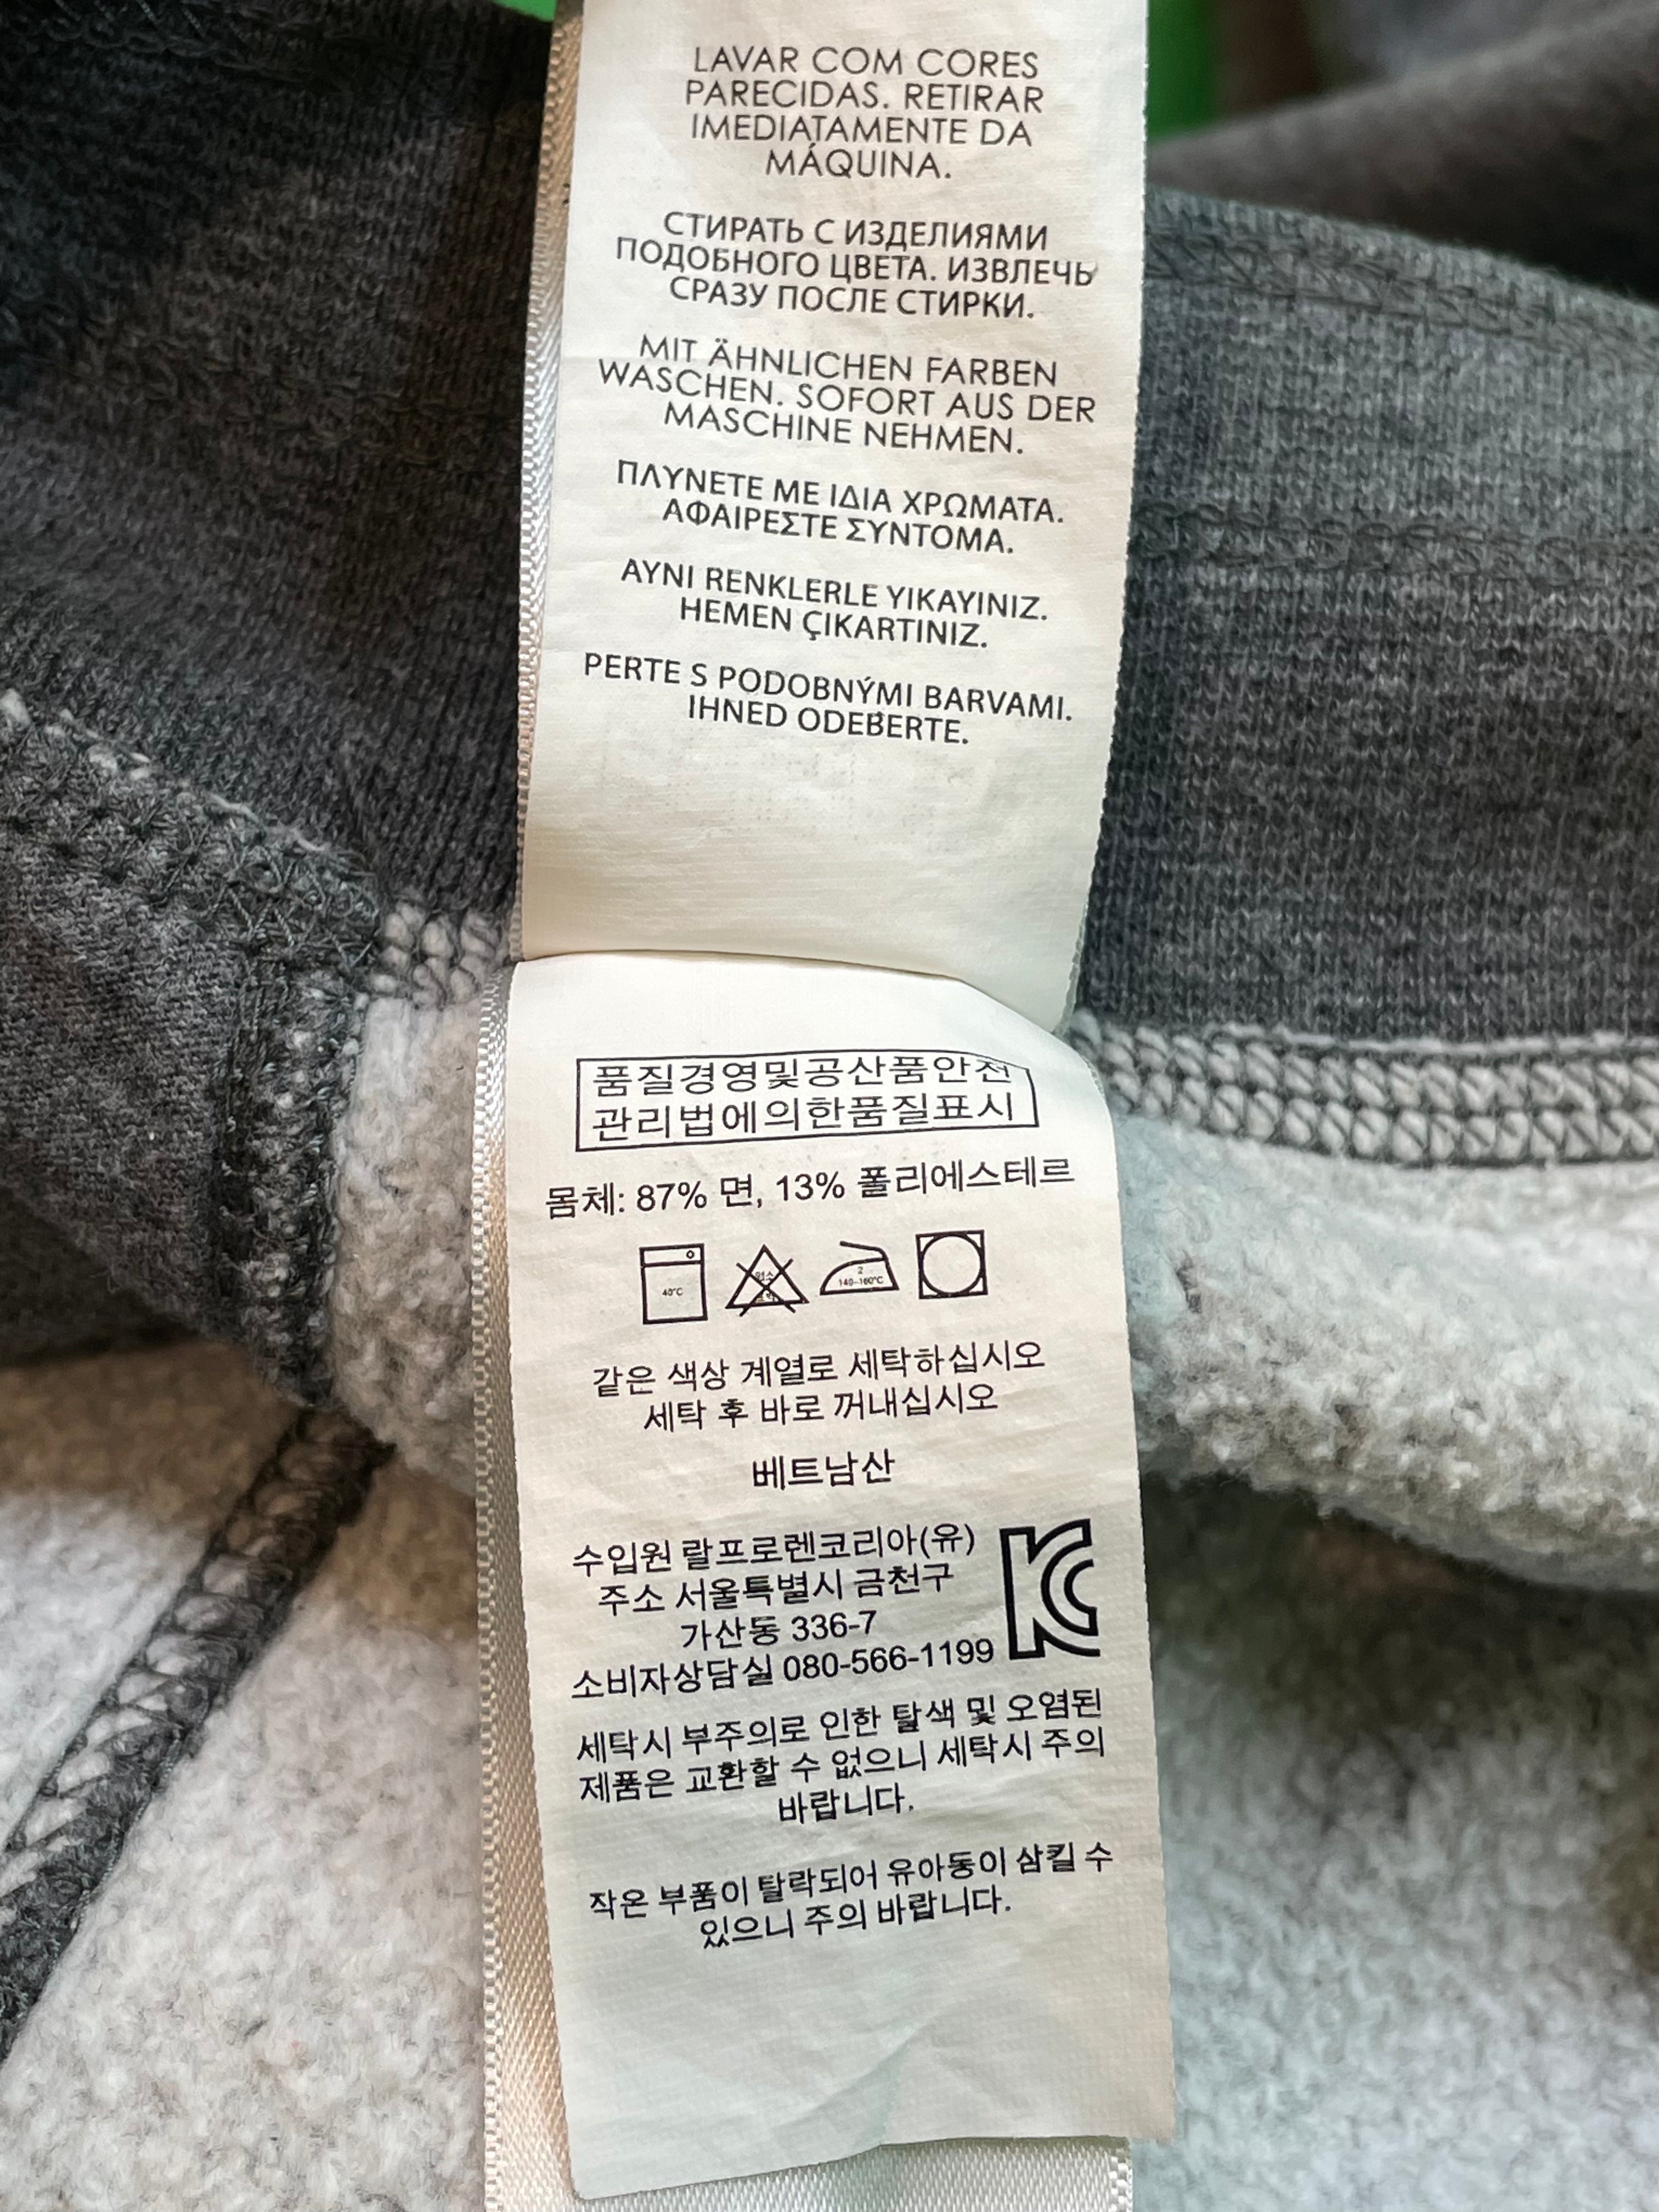 LAVAR COM CORES
PARECIDAS. RETIRAR
IMEDIATAMENTE DA
MÁQUINA.
СТИРАТЬ С ИЗДЕЛИЯМИ
ПОДОБНОГО ЦВЕТА. ИЗВЛЕЧЬ
СРАЗУ ПОСЛЕ СТИРКИ.
MIT ÄHNLICHEN FARBEN
WASCHEN. SOFORT AUS DER
MASCHINE NEHMEN.
ΠΛΥΝΕΤΕ ΜΕ ΙΔΙΑ ΧΡΩΜΑΤΑ.
ΑΦΑΙΡΕΣΤΕ ΣΥΝΤΟΜΑ.
AYNI RENKLERLE YIKAYINIZ.
HEMEN ÇIKARTINIZ.
PERTE S PODOBNÝMI BARVAMI.
IHNED ODEBERTE.
품질경영및공산품안전
관리법에의한품질표시
몸체: 87% 면, 13% 폴리에스테르
40°C
2
140~160°C
같은 색상 계열로 세탁하십시오
세탁 후 바로 꺼내십시오
베트남산
수입원 랄프로렌코리아(유)
주소 서울특별시 금천구
가산동 336-7
소비자상담실 080-566-1199
KC
세탁시 부주의로 인한 탈색 및 오염된
제품은 교환할 수 없으니 세탁시 주의
바랍니다.
작은 부품이 탈락되어 유아동이 삼킬 수
있으니 주의 바랍니다.